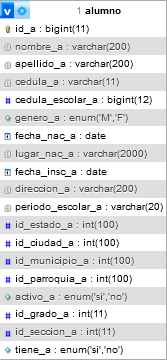 v 1 alumno
id_a : bigint(11)
nombre_a : varchar(200)
apellido_a : varchar(200)
cedula_a : varchar(11)
cedula_escolar_a : bigint(12)
genero_a : enum('M','F')
fecha_nac_a : date
lugar_nac_a : varchar(2000)
fecha_insc_a : date
direccion_a : varchar(200)
periodo_escolar_a : varchar(20)
id_estado_a : int(100)
id_ciudad_a : int(100)
id_municipio_a : int(100)
id_parroquia_a : int(100)
activo_a : enum('si','no')
id_grado_a : int(11)
id_seccion_a : int(11)
tiene_a : enum('si','no')